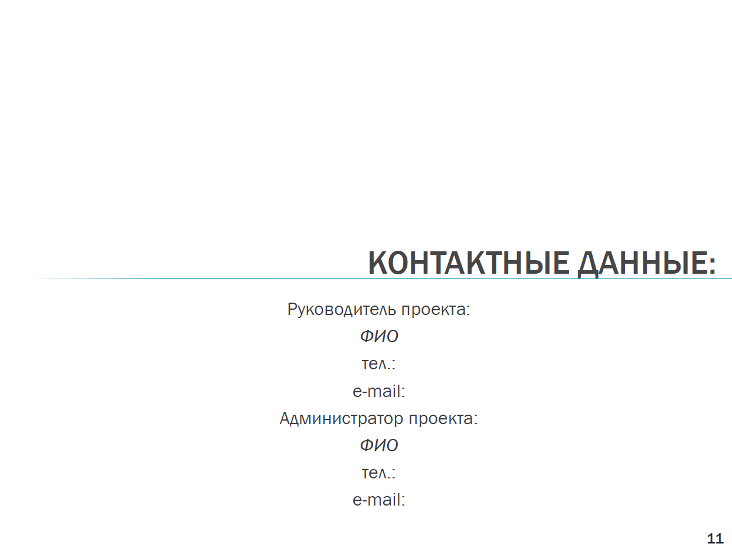 КОНТАКТНЫЕ ДАННЫЕ:
Руководитель проекта:
ФИО
тел.:
e-mail:
Администратор проекта:
ФИО
тел.:
e-mail:
11